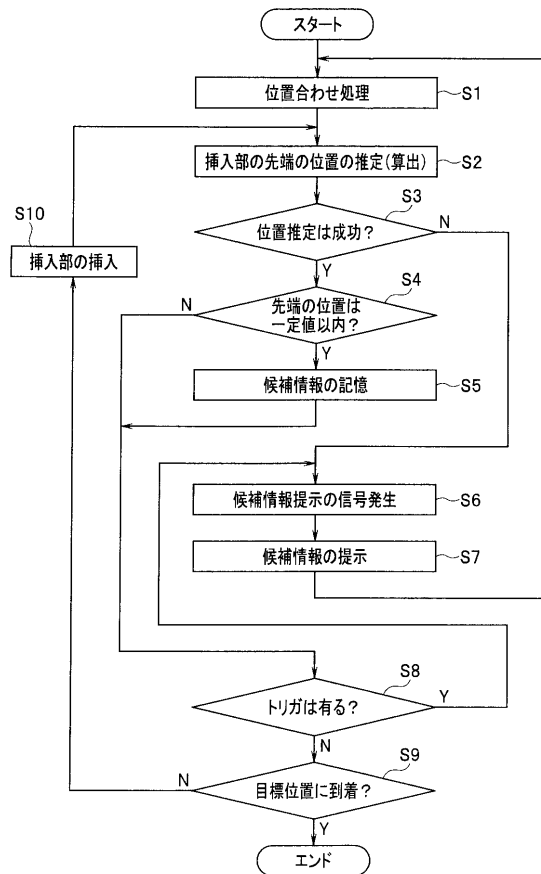 スタート
位置合わせ処理
S1
挿入部の先端の位置の推定(算出)
S2
S3
位置推定は成功?
N
Y
S10
挿入部の挿入
S4
N
先端の位置は
一定値以内?
Y
候補情報の記憶
S5
候補情報提示の信号発生
S6
候補情報の提示
S7
S8
トリガは有る?
Y
N
S9
N
目標位置に到着?
Y
エンド